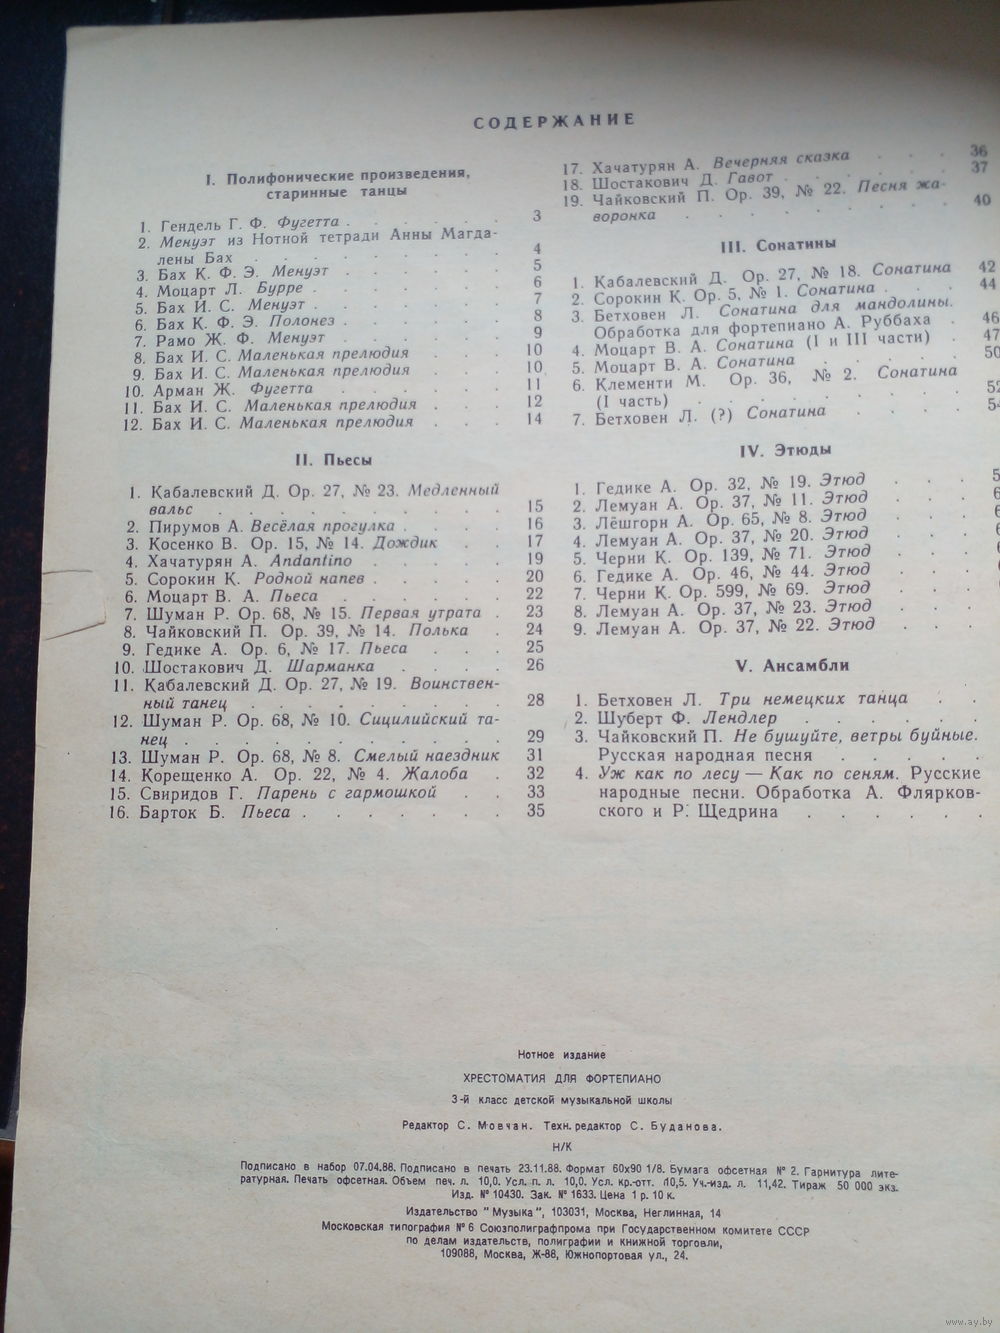 СОДЕРЖАНИЕ
I. Полифонические произведения,
старинные танцы
1. Гендель Г. Ф. Фугетта . . . . . . 3
2. Менуэт из Нотной тетради Анны Магда-
лены Бах . . . . . . . . . 4
3. Бах К. Ф. Э. Менуэт . . . . . . 5
4. Моцарт Л. Бурре . . . . . . . 6
5. Бах И. С. Менуэт . . . . . . . 7
6. Бах К. Ф. Э. Полонез . . . . . . 8
7. Рамо Ж. Ф. Менуэт . . . . . . 9
8. Бах И. С. Маленькая прелюдия . . . 10
9. Бах И. С. Маленькая прелюдия . . . 10
10. Арман Ж. Фугетта . . . . . . 11
11. Бах И. С. Маленькая прелюдия . . . 12
12. Бах И. С. Маленькая прелюдия . . . 14
II. Пьесы
1. Кабалевский Д. Ор. 27, № 23. Медленный
вальс . . . . . . . . . . 15
2. Пирумов А. Весёлая прогулка . . . . 16
3. Косенко В. Ор. 15, № 14. Дождик . . 17
4. Хачатурян А. Andantino . . . . . 19
5. Сорокин К. Родной напев . . . . . 20
6. Моцарт В. А. Пьеса . . . . . . 22
7. Шуман Р. Ор. 68, № 15. Первая утрата . 23
8. Чайковский П. Ор. 39, № 14. Полька . 24
9. Гедике А. Ор. 6, № 17. Пьеса . . . 25
10. Шостакович Д. Шарманка . . . . 26
11. Кабалевский Д. Ор. 27, № 19. Воинствен-
ный танец . . . . . . . . . 28
12. Шуман Р. Ор. 68, № 10. Сицилийский та-
нец . . . . . . . . . . . 29
13. Шуман Р. Ор. 68, № 8. Смелый наездник 31
14. Корещенко А. Ор. 22, № 4. Жалоба . 32
15. Свиридов Г. Парень с гармошкой . . 33
16. Барток Б. Пьеса . . . . . . . 35
17. Хачатурян А. Вечерняя сказка . . . 36
18. Шостакович Д. Гавот . . . . . . 37
19. Чайковский П. Ор. 39, № 22. Песня жа-
воронка . . . . . . . . . 40
III. Сонатины
1. Кабалевский Д. Ор. 27, № 18. Сонатина 42
2. Сорокин К. Ор. 5, № 1. Сонатина . . . 44
3. Бетховен Л. Сонатина для мандолины.
Обработка для фортепиано А. Руббаха . 46
4. Моцарт В. А. Сонатина (I и III части) . 47
5. Моцарт В. А. Сонатина . . . . . 50
6. Клементи М. Ор. 36, № 2. Сонатина
(I часть) . . . . . . . . . 52
7. Бетховен Л. (?) Сонатина . . . .
IV. Этюды
1. Гедике А. Ор. 32, № 19. Этюд . . .
2. Лемуан А. Ор. 37, № 11. Этюд . . .
3. Лёшгорн А. Ор. 65, № 8. Этюд . . .
4. Лемуан А. Ор. 37, № 20. Этюд . . .
5. Черни К. Ор. 139, № 71. Этюд . . .
6. Гедике А. Ор. 46, № 44. Этюд . . .
7. Черни К. Ор. 599, № 69. Этюд . . .
8. Лемуан А. Ор. 37, № 23. Этюд . . .
9. Лемуан А. Ор. 37, № 22. Этюд . . .
V. Ансамбли
1. Бетховен Л. Три немецких танца . .
2. Шуберт Ф. Лендлер . . . . . .
3. Чайковский П. Не бушуйте, ветры буйные.
Русская народная песня . . . . .
4. Уж как по лесу — Как по сеням. Русские
народные песни. Обработка А. Флярков-
ского и Р. Щедрина . . . . . .
Нотное издание
ХРЕСТОМАТИЯ ДЛЯ ФОРТЕПИАНО
3-й класс детской музыкальной школы
Редактор С. Мовчан. Техн. редактор С. Буданова.
Н/К
Подписано в набор 07.04.88. Подписано в печать 23.11.88. Формат 60х90 1/8. Бумага офсетная № 2. Гарнитура лите-
ратурная. Печать офсетная. Объем печ. л. 10,0. Усл. п. л. 10,0. Усл. кр.-отт. 10,5. Уч.-изд. л. 11,42. Тираж 50 000 экз.
Изд. № 10430. Зак. № 1633. Цена 1 р. 10 к.
Издательство "Музыка", 103031, Москва, Неглинная, 14
Московская типография № 6 Союзполиграфпрома при Государственном комитете СССР
по делам издательств, полиграфии и книжной торговли,
109088, Москва, Ж-88, Южнопортовая ул., 24.
www.ay.by